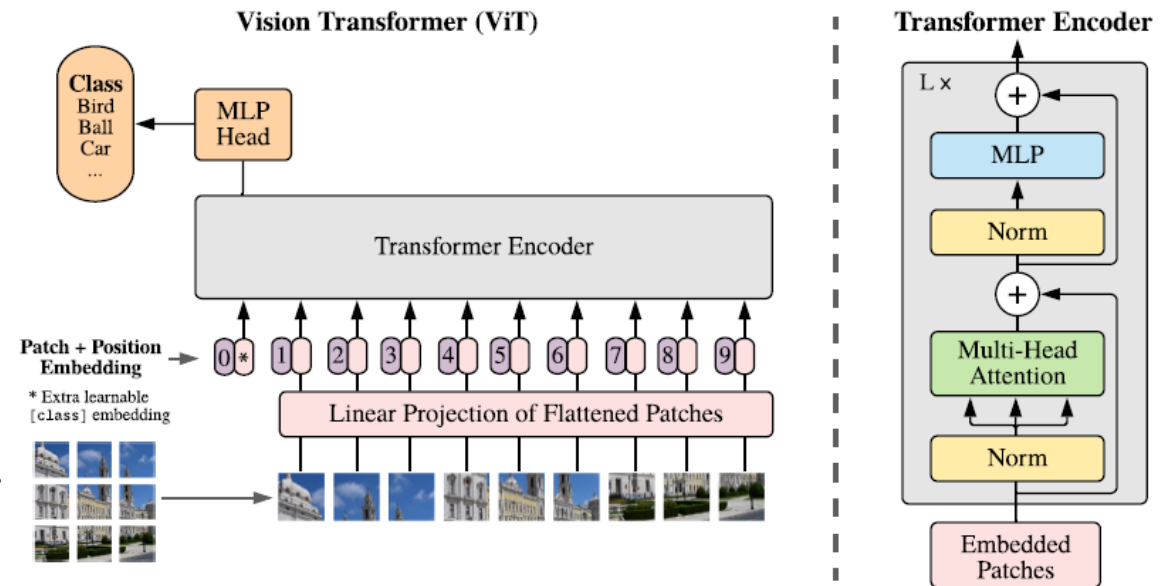 Vision Transformer (ViT)
Class
Bird
Ball
Car
...
MLP
Head
Transformer Encoder
Patch + Position
Embedding
0 * 1 2 3 4 5 6 7 8 9
* Extra learnable
[class] embedding
Linear Projection of Flattened Patches
Transformer Encoder
L x
+
MLP
Norm
+
Multi-Head
Attention
Norm
Embedded
Patches